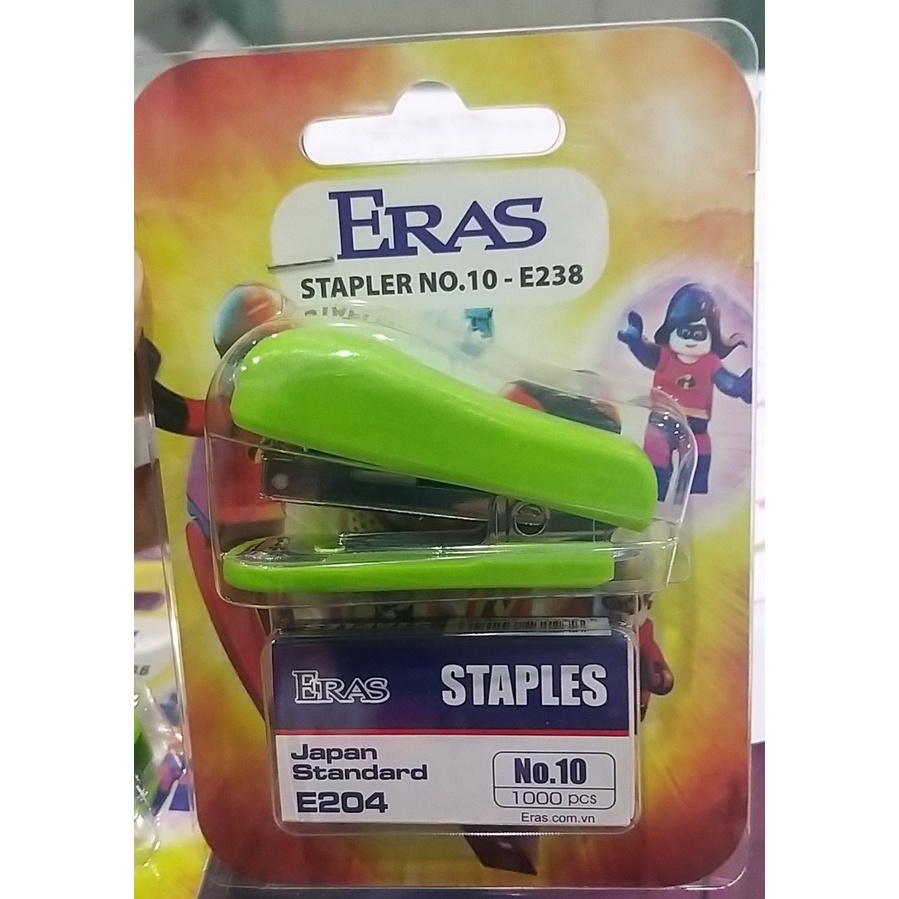 ERAS
STAPLER NO.10 - E238
ERAS
STAPLES
Japan
Standard
E204
No.10
1000 pcs
Eras.com.vn